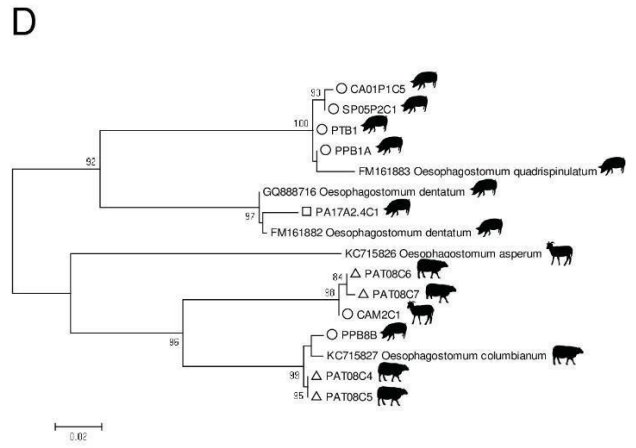 D
93
CA01P1C5
SP05P2C1
100
PTB1
PPB1A
92
FM161883 Oesophagostomum quadrispinulatum
GQ888716 Oesophagostomum dentatum
97
PA17A2.4C1
FM161882 Oesophagostomum dentatum
KC715826 Oesophagostomum asperum
84
PAT08C6
98
PAT08C7
CAM2C1
96
PPB8B
KC715827 Oesophagostomum columbianum
99
PAT08C4
95
PAT08C5
0.02